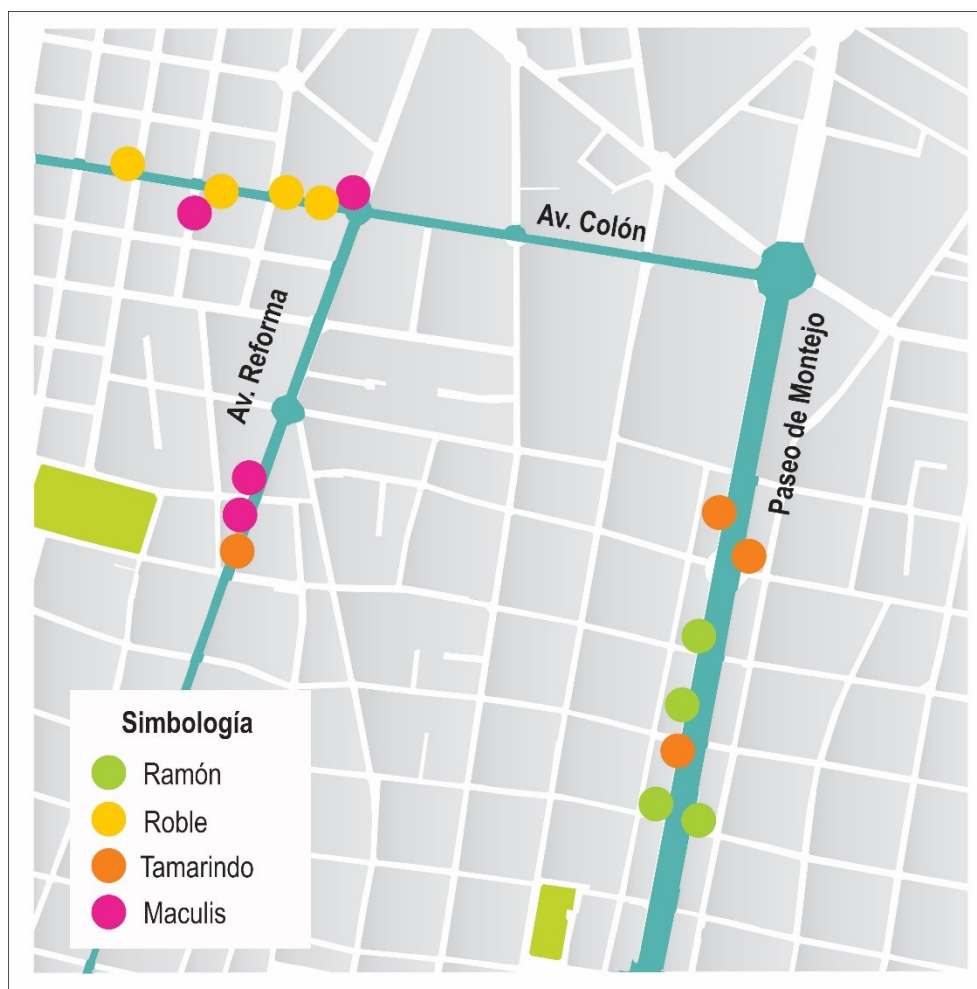 Av. Colón
Av. Reforma
Paseo de Montejo
Simbología
Ramón
Roble
Tamarindo
Maculis